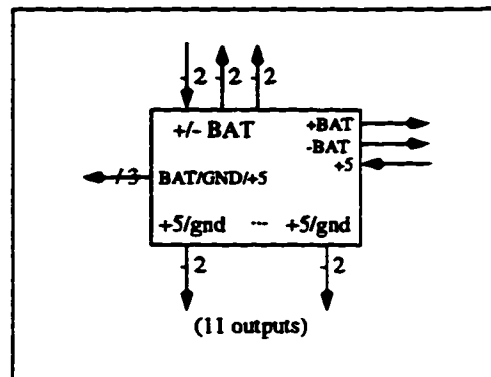 2 2 2
+/- BAT
+BAT
-BAT
+5
/3 BAT/GND/+5
+5/gnd ... +5/gnd
2 2
(11 outputs)